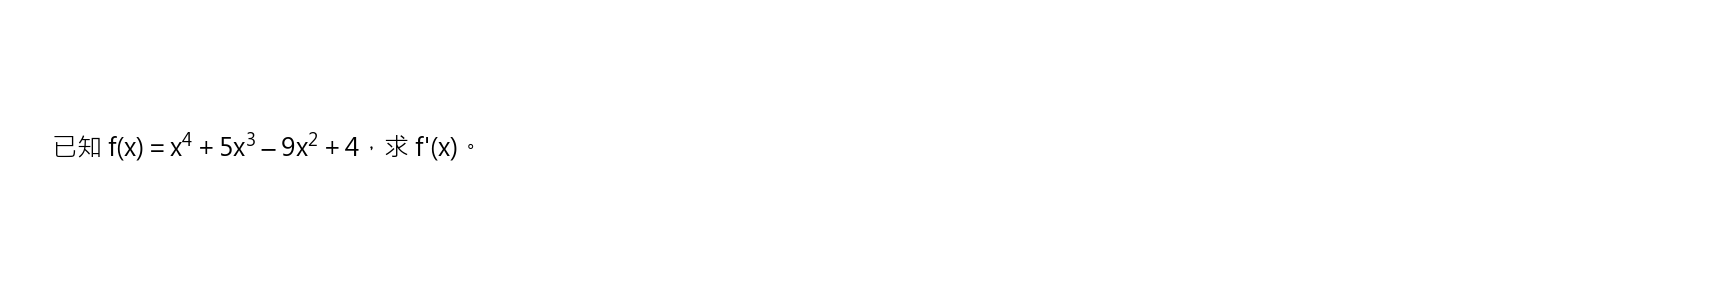 已知 f(x) = x⁴ + 5x³ – 9x² + 4，求 f'(x)。